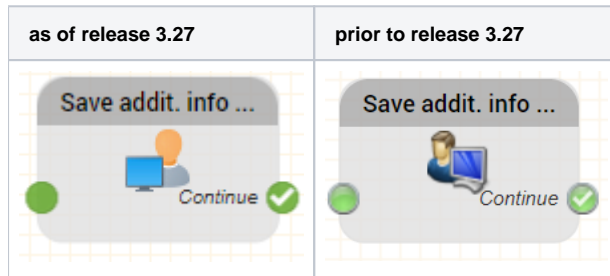 as of release 3.27
prior to release 3.27
Save addit. info ...
Continue
Save addit. info ...
Continue